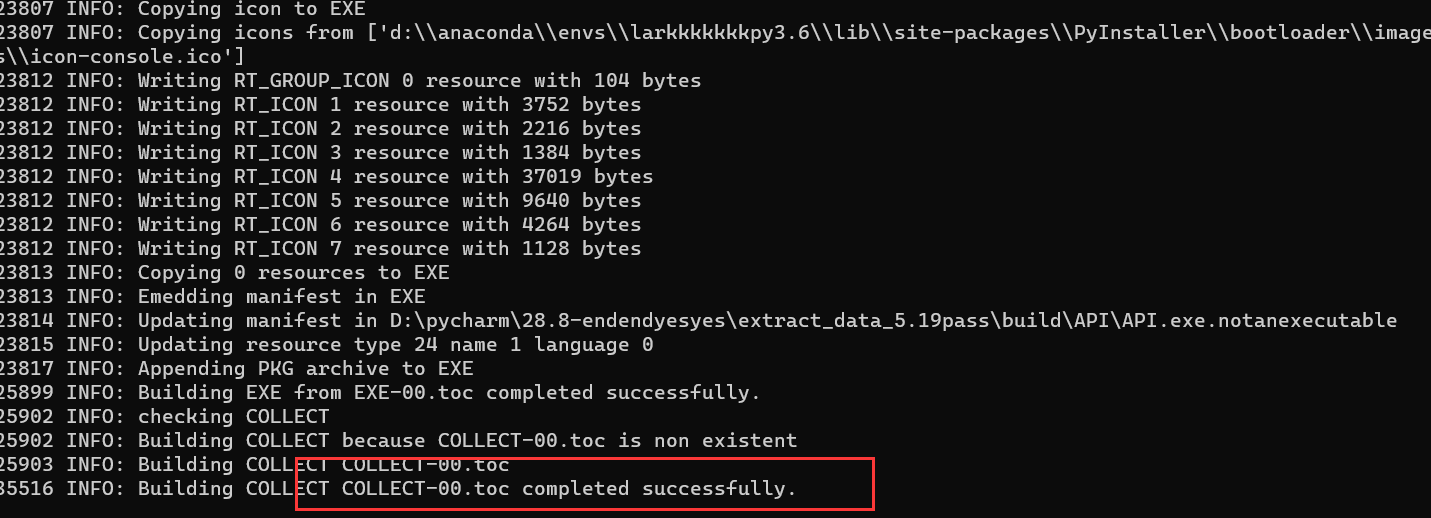 23807 INFO: Copying icon to EXE
23807 INFO: Copying icons from ['d:\\anaconda\\envs\\larkkkkkkkpy3.6\\lib\\site-packages\\PyInstaller\\bootloader\\image
s\\icon-console.ico']
23812 INFO: Writing RT_GROUP_ICON 0 resource with 104 bytes
23812 INFO: Writing RT_ICON 1 resource with 3752 bytes
23812 INFO: Writing RT_ICON 2 resource with 2216 bytes
23812 INFO: Writing RT_ICON 3 resource with 1384 bytes
23812 INFO: Writing RT_ICON 4 resource with 37019 bytes
23812 INFO: Writing RT_ICON 5 resource with 9640 bytes
23812 INFO: Writing RT_ICON 6 resource with 4264 bytes
23812 INFO: Writing RT_ICON 7 resource with 1128 bytes
23813 INFO: Copying 0 resources to EXE
23813 INFO: Emedding manifest in EXE
23814 INFO: Updating manifest in D:\pycharm\28.8-endendyesyes\extract_data_5.19pass\build\API\API.exe.notanexecutable
23815 INFO: Updating resource type 24 name 1 language 0
23817 INFO: Appending PKG archive to EXE
25899 INFO: Building EXE from EXE-00.toc completed successfully.
25902 INFO: checking COLLECT
25902 INFO: Building COLLECT because COLLECT-00.toc is non existent
25903 INFO: Building COLLECT COLLECT-00.toc
35516 INFO: Building COLLECT COLLECT-00.toc completed successfully.